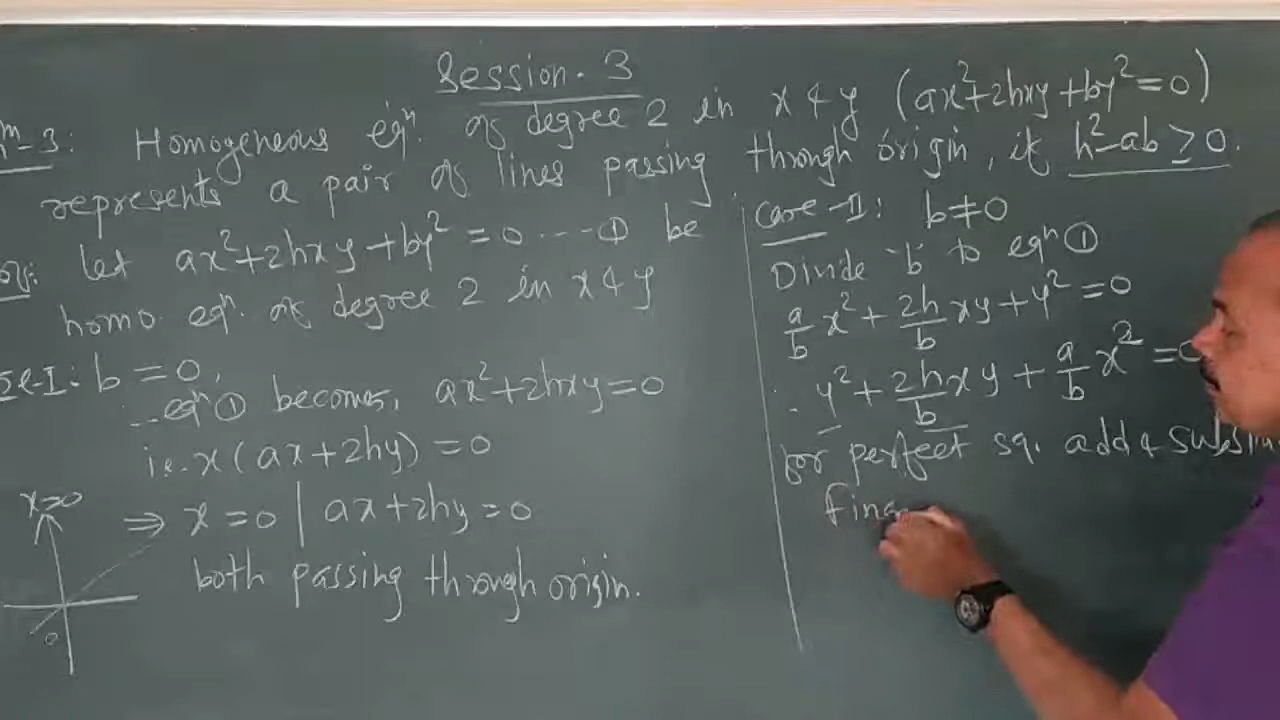 Session. 3
m-3: Homogeneous eqⁿ. of degree 2 in x & y (ax²+2hxy+by²=0)
represents a pair of lines passing through origin, if h²-ab ≥ 0.
let ax²+2hxy+by²=0 ---① be
homo. eqⁿ. of degree 2 in x & y
se-I: b = 0,
∴ eqⁿ ① becomes, ax²+2hxy=0
i.e. x(ax+2hy) = 0
⇒ x=0 | ax+2hy=0
both passing through origin.
x=0
0
Case-II: b≠0
Divide 'b' to eqⁿ ①
a/b x² + 2h/b xy + y² = 0
∴ y² + 2h/b x y + a/b x² = 0
for perfect sq. add & subst
Fin